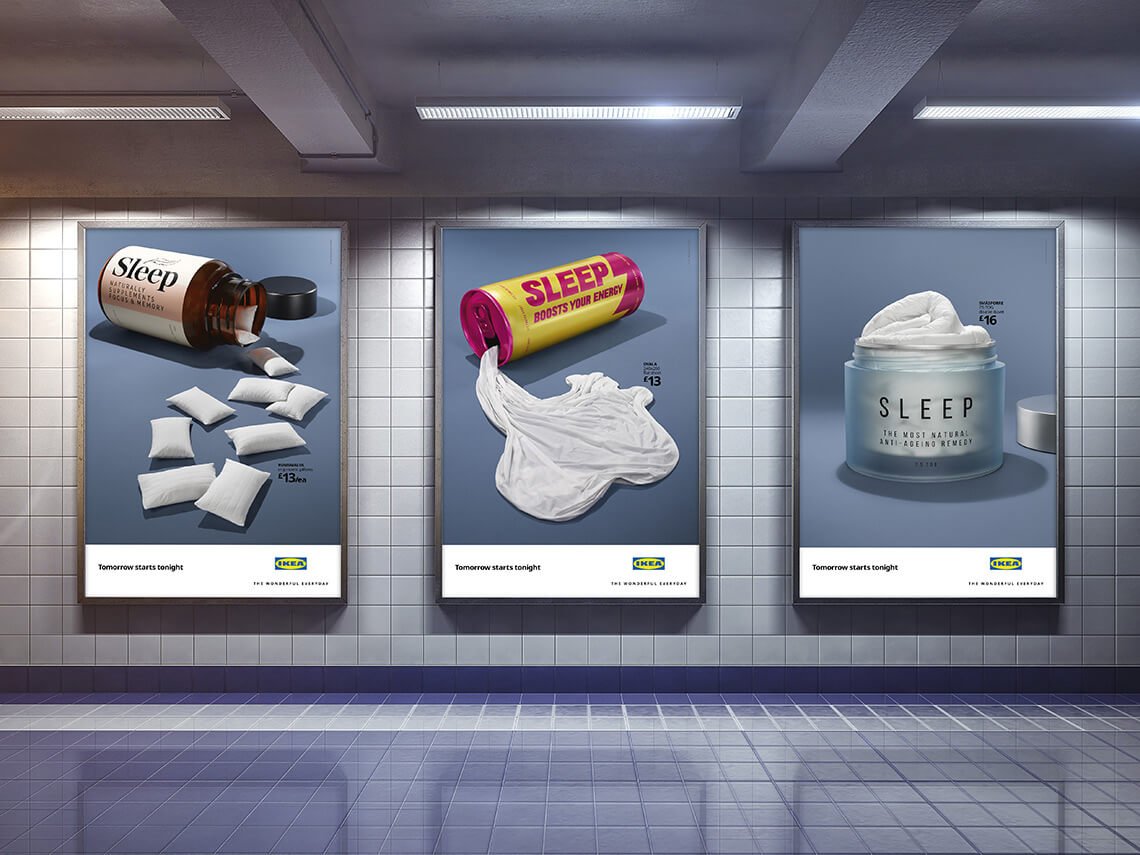 Sleep
NATURALLY
SUPPLEMENTS
FOCUS & MEMORY
£13/ea
Tomorrow starts tonight
IKEA
THE WONDERFUL EVERYDAY
SLEEP
BOOSTS YOUR ENERGY
£13
Tomorrow starts tonight
IKEA
THE WONDERFUL EVERYDAY
£16
SLEEP
THE MOST NATURAL
ANTI-AGEING REMEDY
Tomorrow starts tonight
IKEA
THE WONDERFUL EVERYDAY